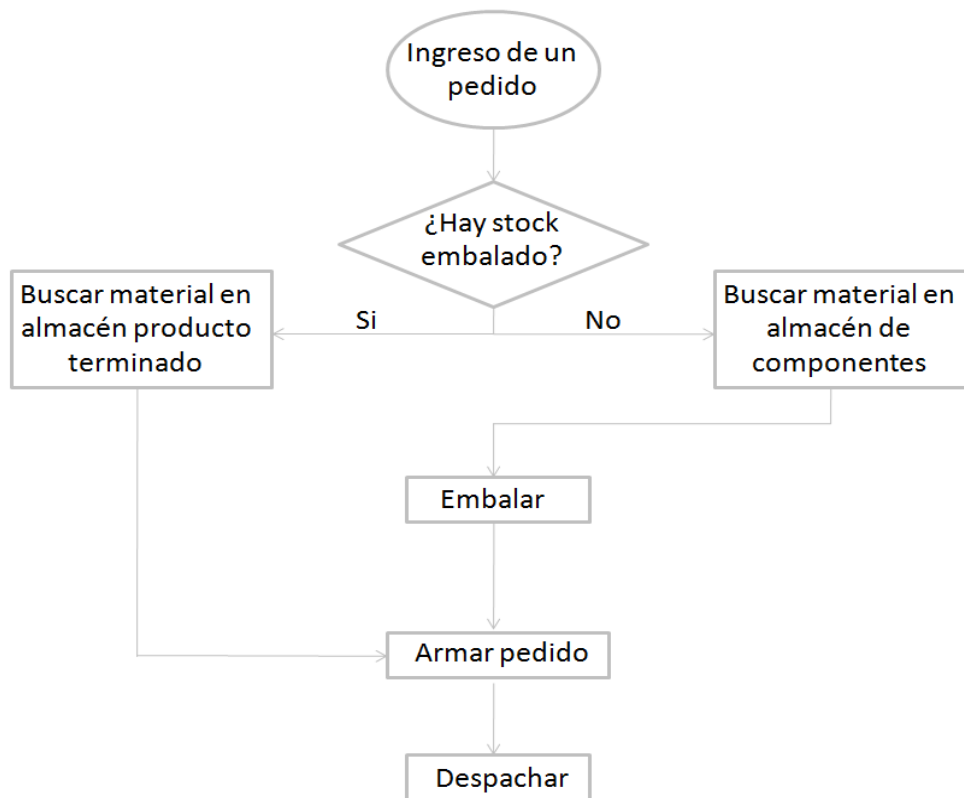 Ingreso de un
pedido
¿Hay stock
embalado?
Si
No
Buscar material en
almacén producto
terminado
Buscar material en
almacén de
componentes
Embalar
Armar pedido
Despachar